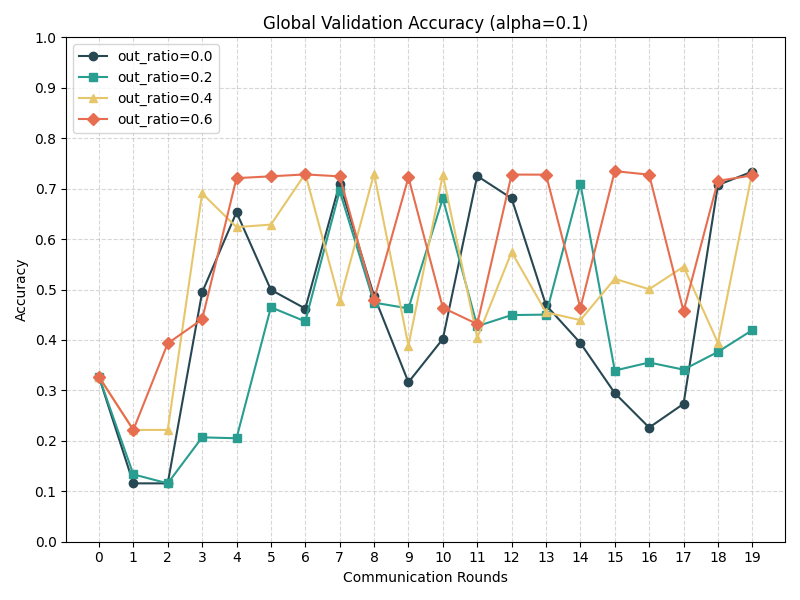 Global Validation Accuracy (alpha=0.1)
1.0
0.9
0.8
0.7
0.6
0.5
0.4
0.3
0.2
0.1
0.0
Accuracy
out_ratio=0.0
out_ratio=0.2
out_ratio=0.4
out_ratio=0.6
0 1 2 3 4 5 6 7 8 9 10 11 12 13 14 15 16 17 18 19
Communication Rounds